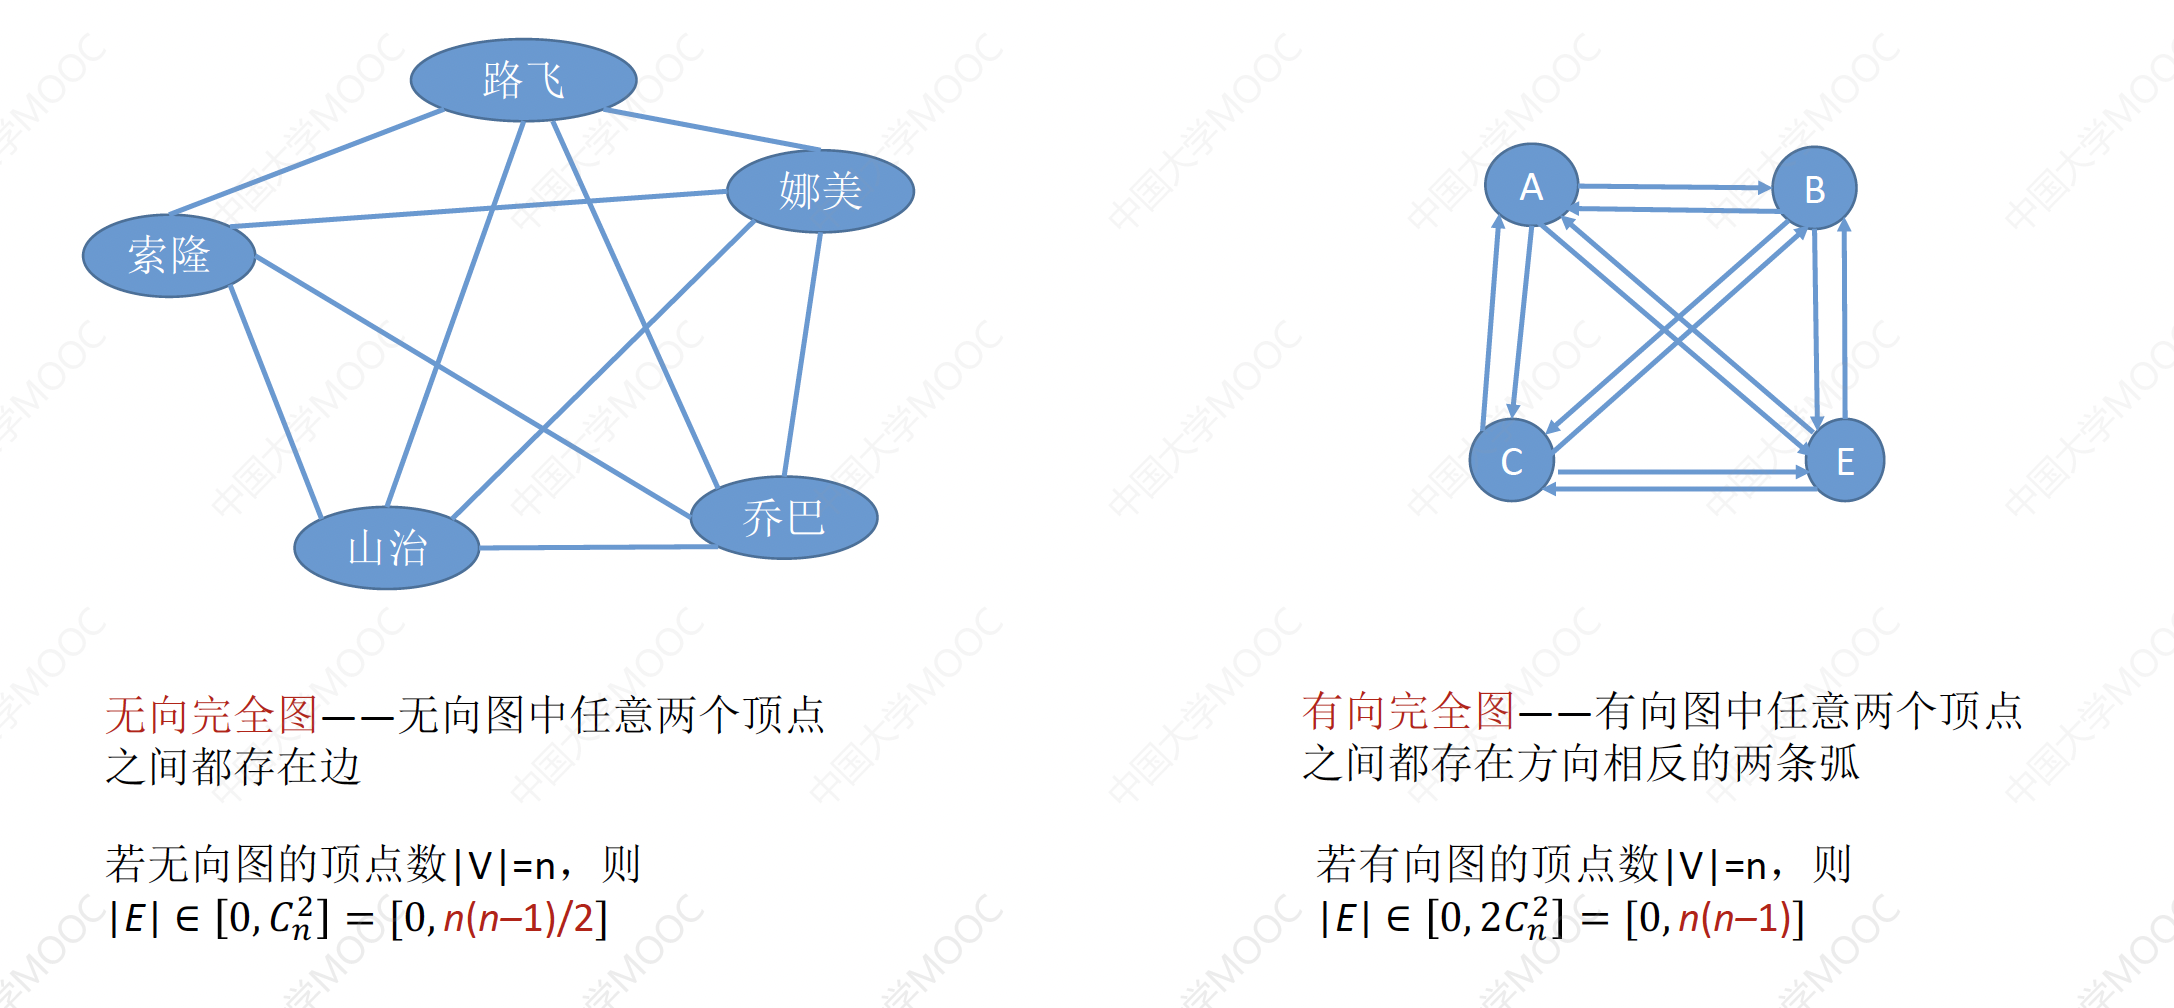 路飞
娜美
索隆
山治
乔巴
A
B
C
E
无向完全图——无向图中任意两个顶点
之间都存在边
若无向图的顶点数|V|=n，则
|E| ∈ [0, C_n^2] = [0, n(n–1)/2]
有向完全图——有向图中任意两个顶点
之间都存在方向相反的两条弧
若有向图的顶点数|V|=n，则
|E| ∈ [0, 2C_n^2] = [0, n(n–1)]
中国大学MOOC